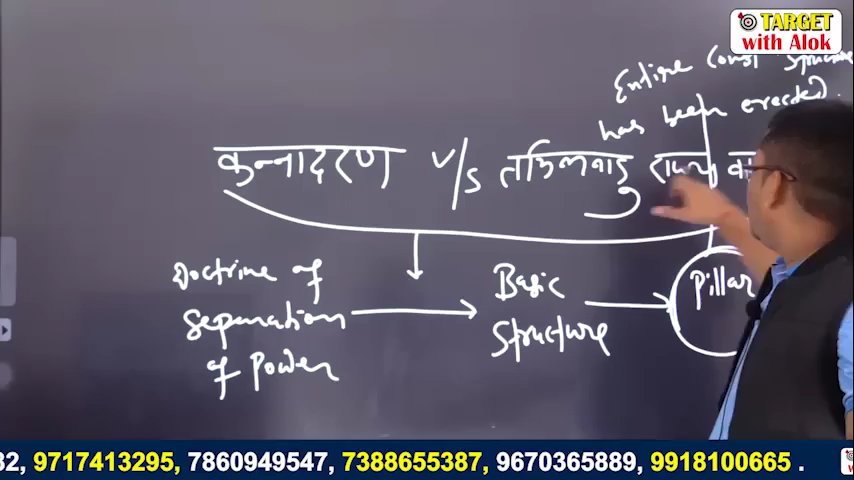 TARGET
with Alok
Entire Const Structure
has been erected.
कन्नादरण v/s तमिलनाडु राज्य
Doctrine of
Separation
of Power
Basic
Structure
Pillar
9717413295, 7860949547, 7388655387, 9670365889, 9918100665 .